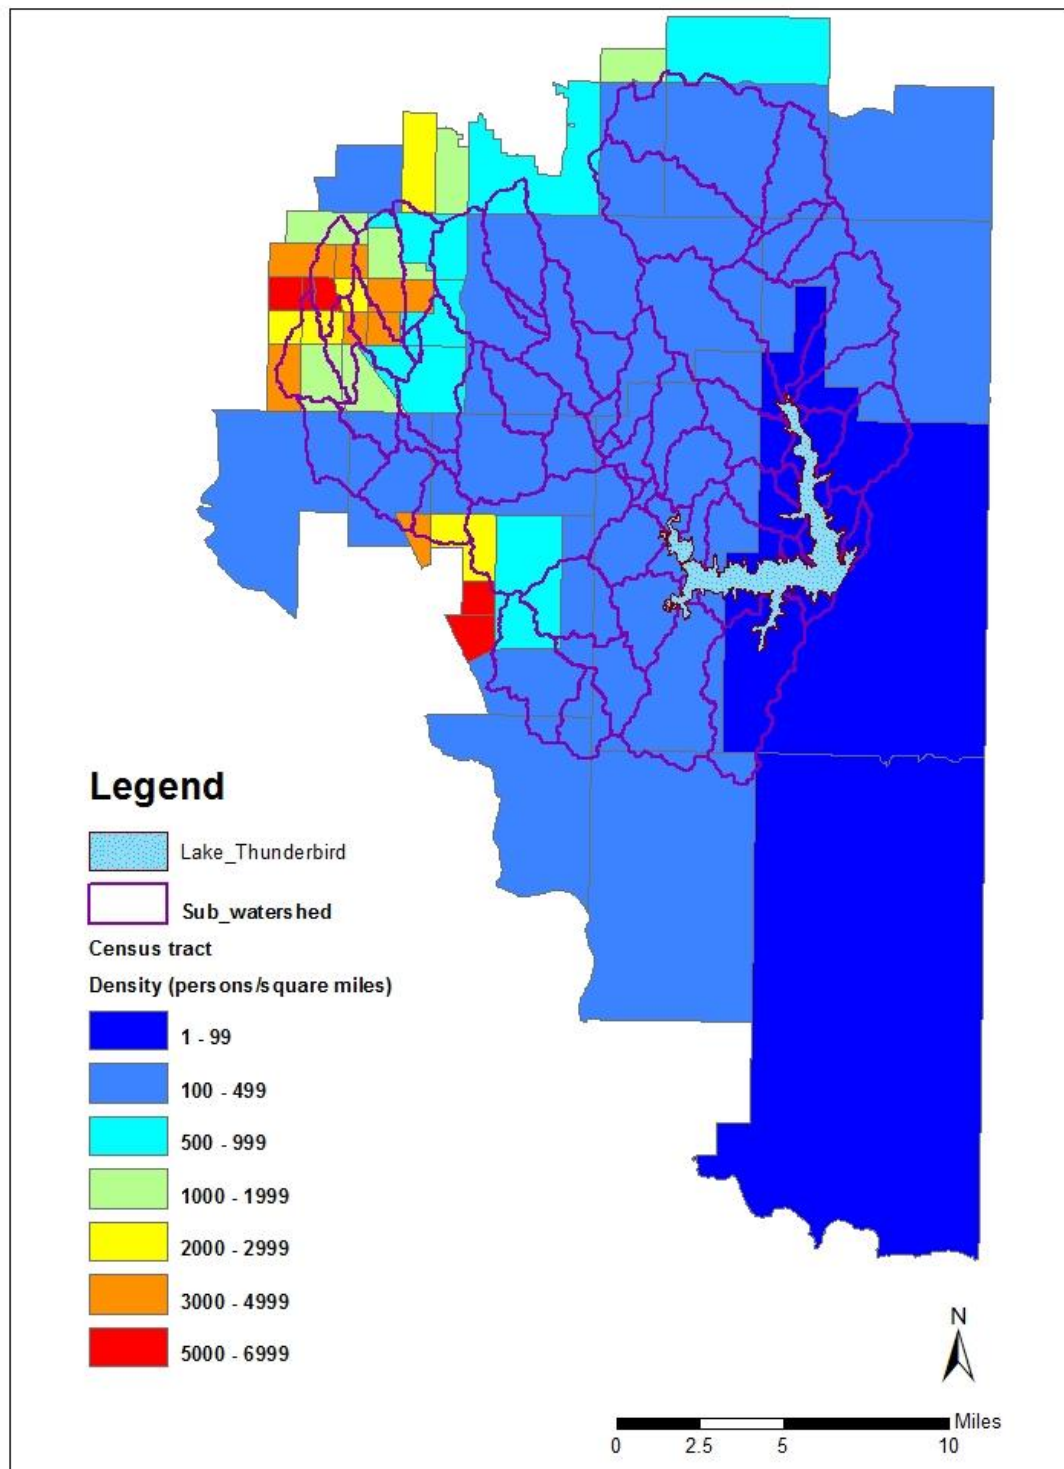 Legend
Lake_Thunderbird
Sub_watershed
Census tract
Density (persons/square miles)
1 - 99
100 - 499
500 - 999
1000 - 1999
2000 - 2999
3000 - 4999
5000 - 6999
N
Miles
0 2.5 5 10